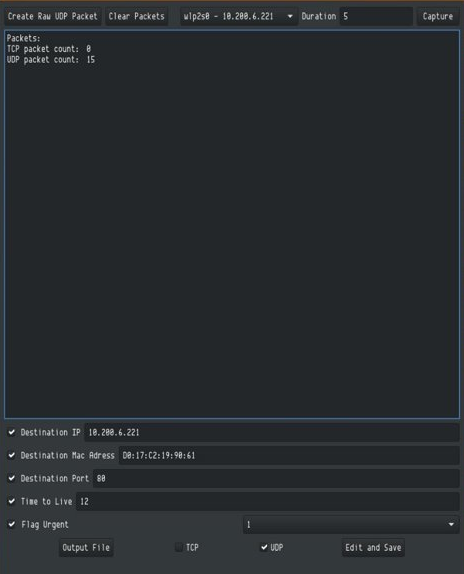 Create Raw UDP Packet Clear Packets wlp2s0 - 10.200.6.221 Duration 5 Capture
Packets:
TCP packet count: 0
UDP packet count: 15
Destination IP 10.200.6.221
Destination Mac Adress D0:17:C2:19:90:61
Destination Port 80
Time to Live 12
Flag Urgent 1
Output File TCP UDP Edit and Save